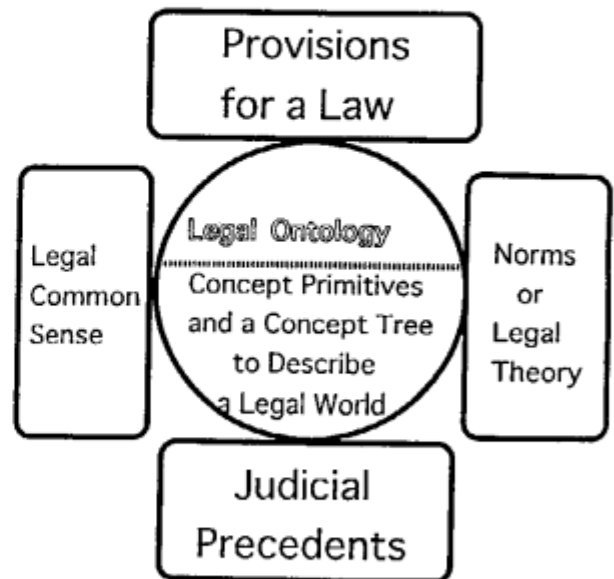 Provisions
for a Law
Legal
Common
Sense
Legal Ontology
Concept Primitives
and a Concept Tree
to Describe
a Legal World
Norms
or
Legal
Theory
Judicial
Precedents